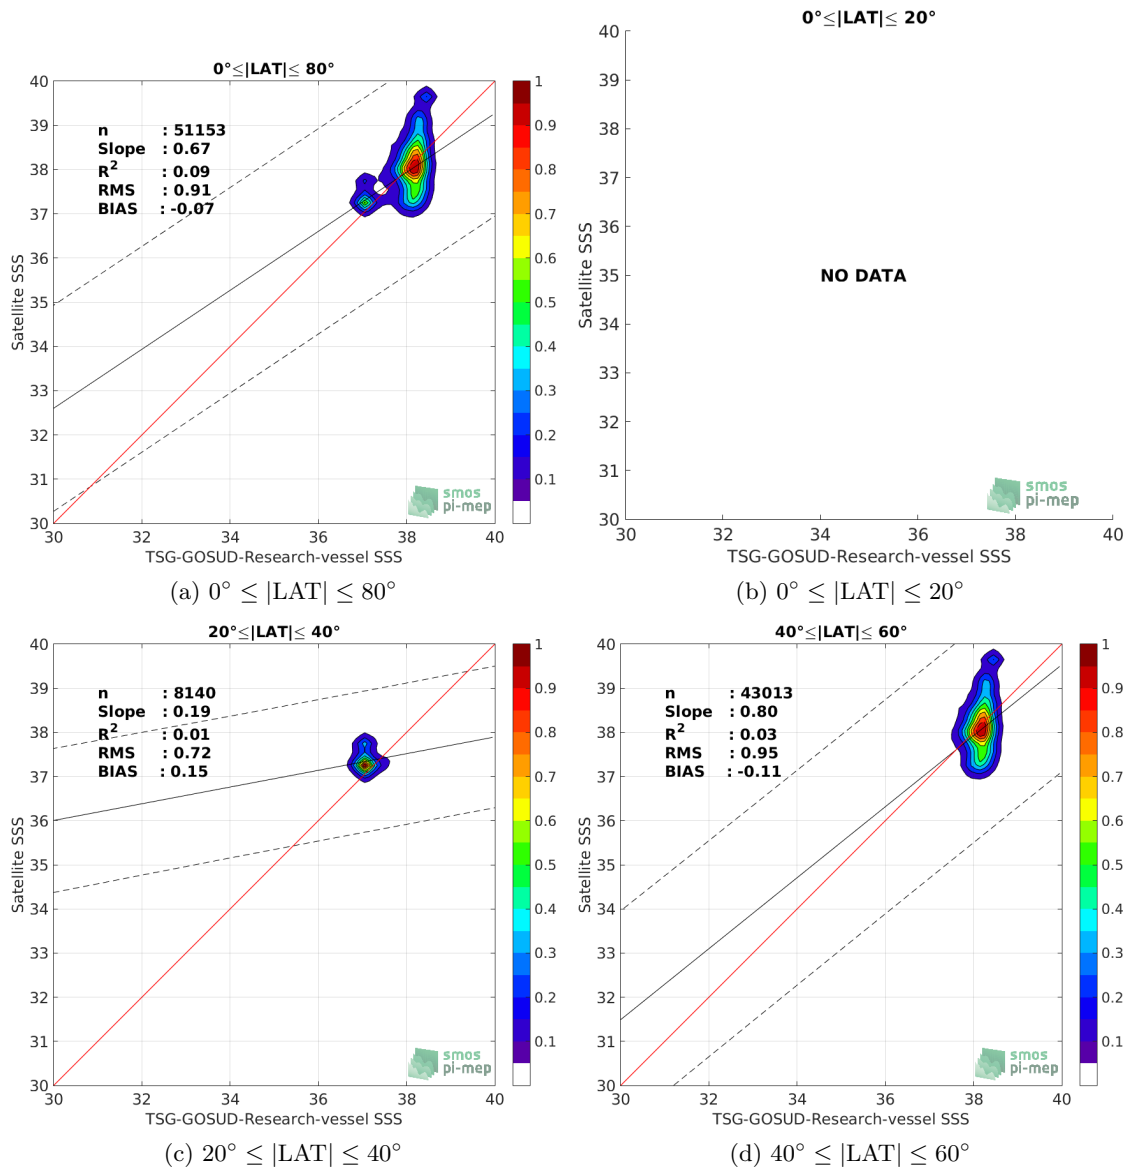 0°≤|LAT|≤ 80°
40
39
38
37
36
35
34
33
32
31
30
Satellite SSS
n : 51153
Slope : 0.67
R2 : 0.09
RMS : 0.91
BIAS : -0.07
1
0.9
0.8
0.7
0.6
0.5
0.4
0.3
0.2
0.1
smos
pi-mep
30 32 34 36 38 40
TSG-GOSUD-Research-vessel SSS
(a) 0° ≤ |LAT| ≤ 80°
0°≤|LAT|≤ 20°
40
39
38
37
36
35
34
33
32
31
30
Satellite SSS
NO DATA
smos
pi-mep
30 32 34 36 38 40
TSG-GOSUD-Research-vessel SSS
(b) 0° ≤ |LAT| ≤ 20°
20°≤|LAT|≤ 40°
40
39
38
37
36
35
34
33
32
31
30
Satellite SSS
n : 8140
Slope : 0.19
R2 : 0.01
RMS : 0.72
BIAS : 0.15
1
0.9
0.8
0.7
0.6
0.5
0.4
0.3
0.2
0.1
smos
pi-mep
30 32 34 36 38 40
TSG-GOSUD-Research-vessel SSS
(c) 20° ≤ |LAT| ≤ 40°
40°≤|LAT|≤ 60°
40
39
38
37
36
35
34
33
32
31
30
Satellite SSS
n : 43013
Slope : 0.80
R2 : 0.03
RMS : 0.95
BIAS : -0.11
1
0.9
0.8
0.7
0.6
0.5
0.4
0.3
0.2
0.1
smos
pi-mep
30 32 34 36 38 40
TSG-GOSUD-Research-vessel SSS
(d) 40° ≤ |LAT| ≤ 60°